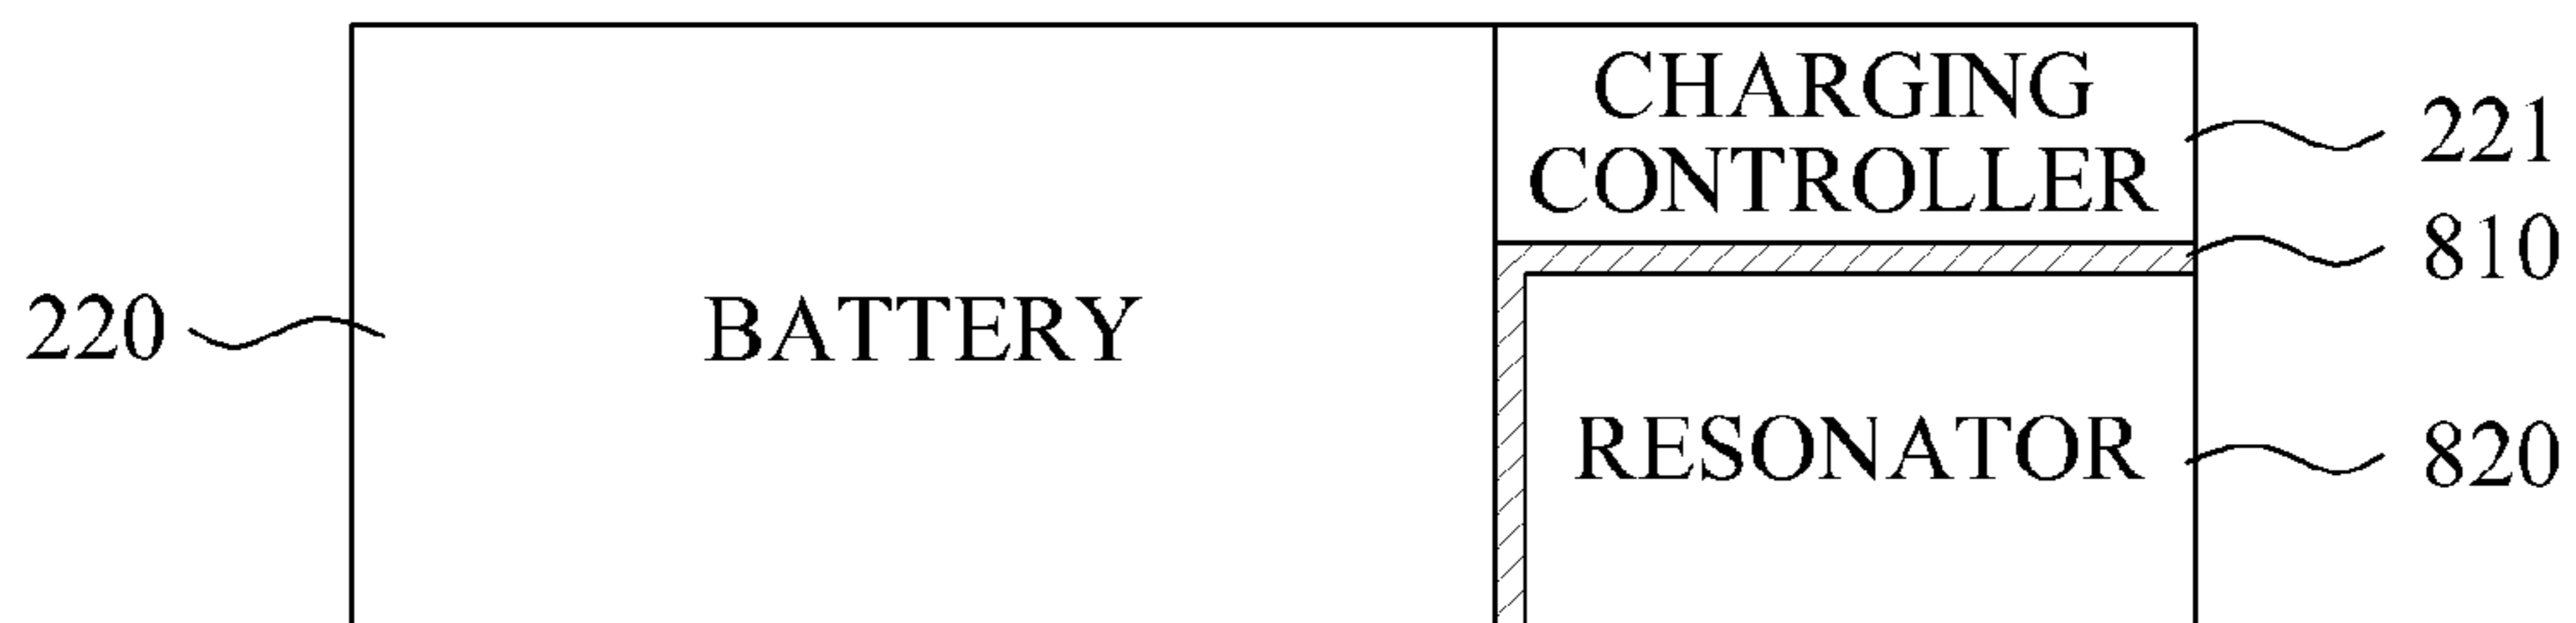 CHARGING
CONTROLLER
221
810
220
BATTERY
RESONATOR
820